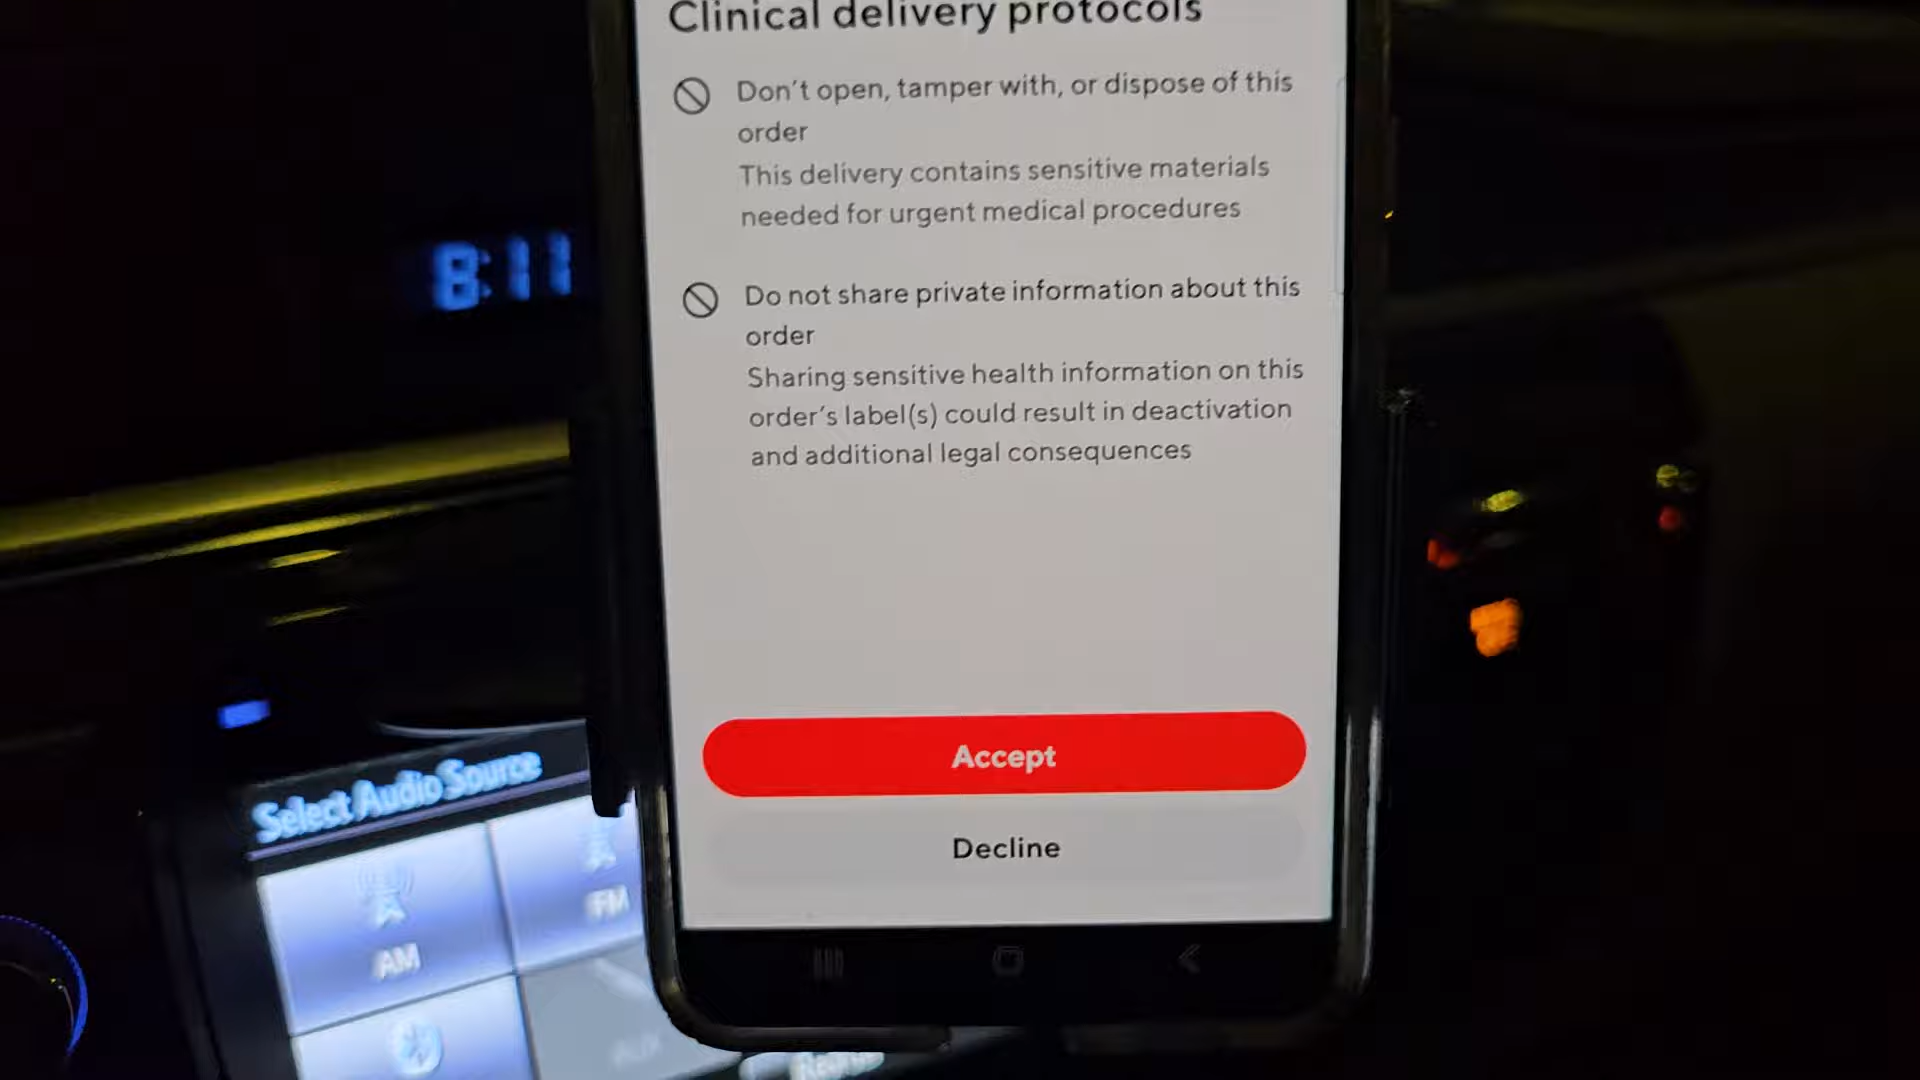 Clinical delivery protocols
Don't open, tamper with, or dispose of this
order
This delivery contains sensitive materials
needed for urgent medical procedures
8:11
Do not share private information about this
order
Sharing sensitive health information on this
order's label(s) could result in deactivation
and additional legal consequences
Accept
Decline
Select Audio Source
AM
FM
AUX